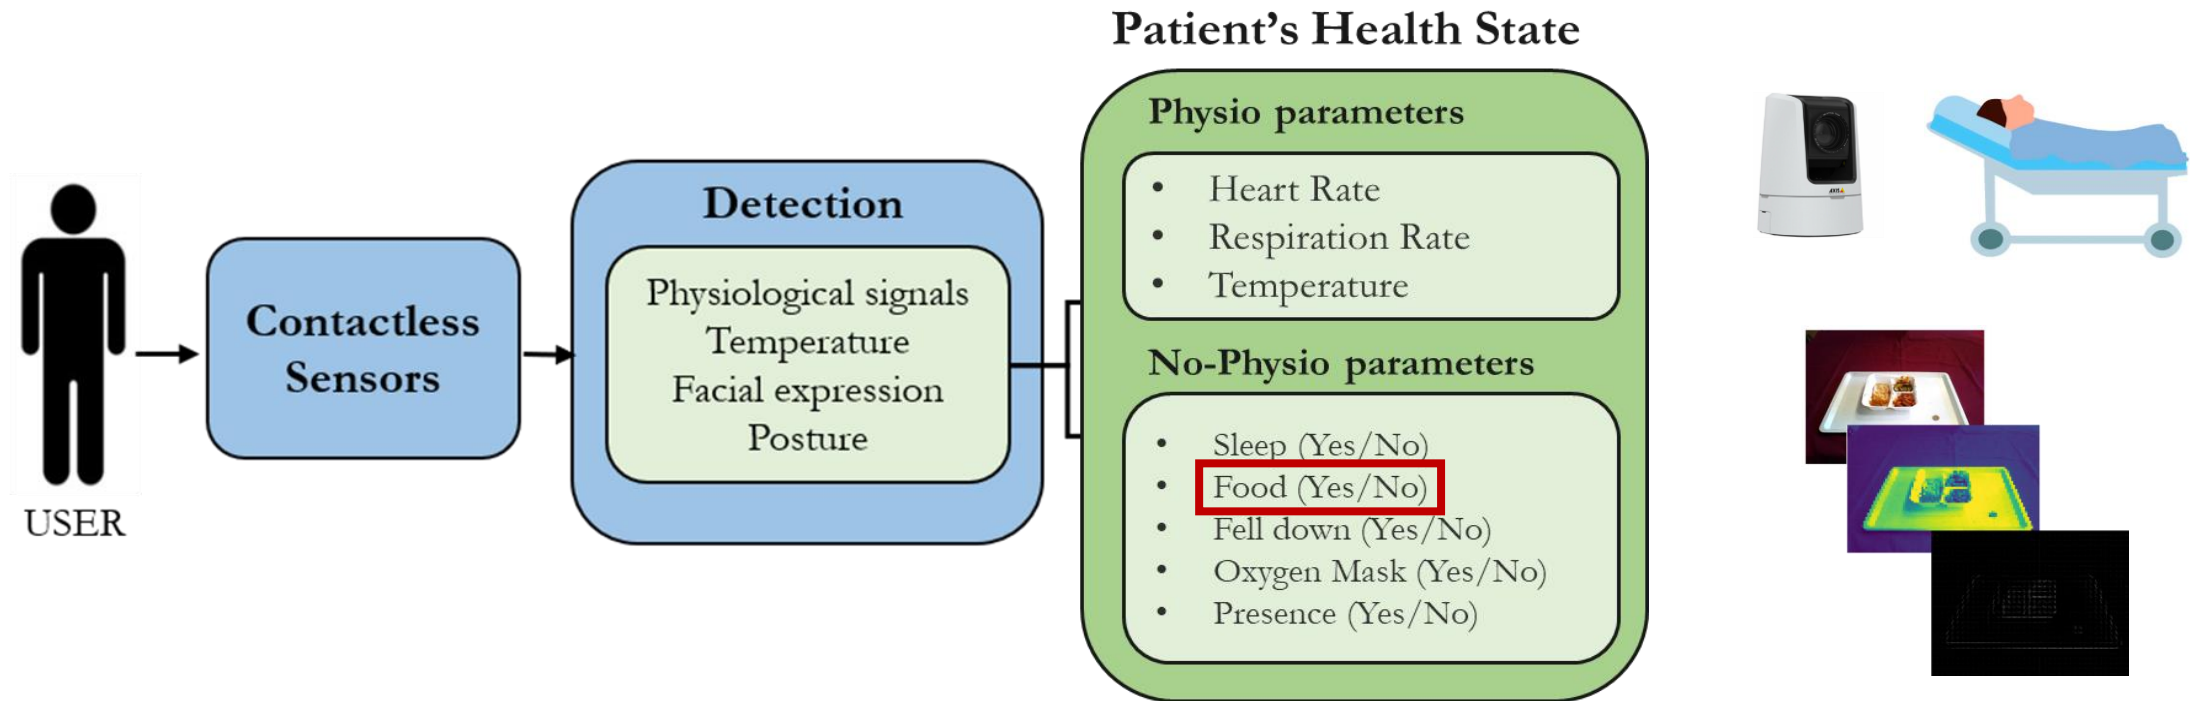 Patient's Health State
Physio parameters
• Heart Rate
• Respiration Rate
• Temperature
No-Physio parameters
• Sleep (Yes/No)
• Food (Yes/No)
• Fell down (Yes/No)
• Oxygen Mask (Yes/No)
• Presence (Yes/No)
Detection
Physiological signals
Temperature
Facial expression
Posture
Contactless
Sensors
USER
AXIS